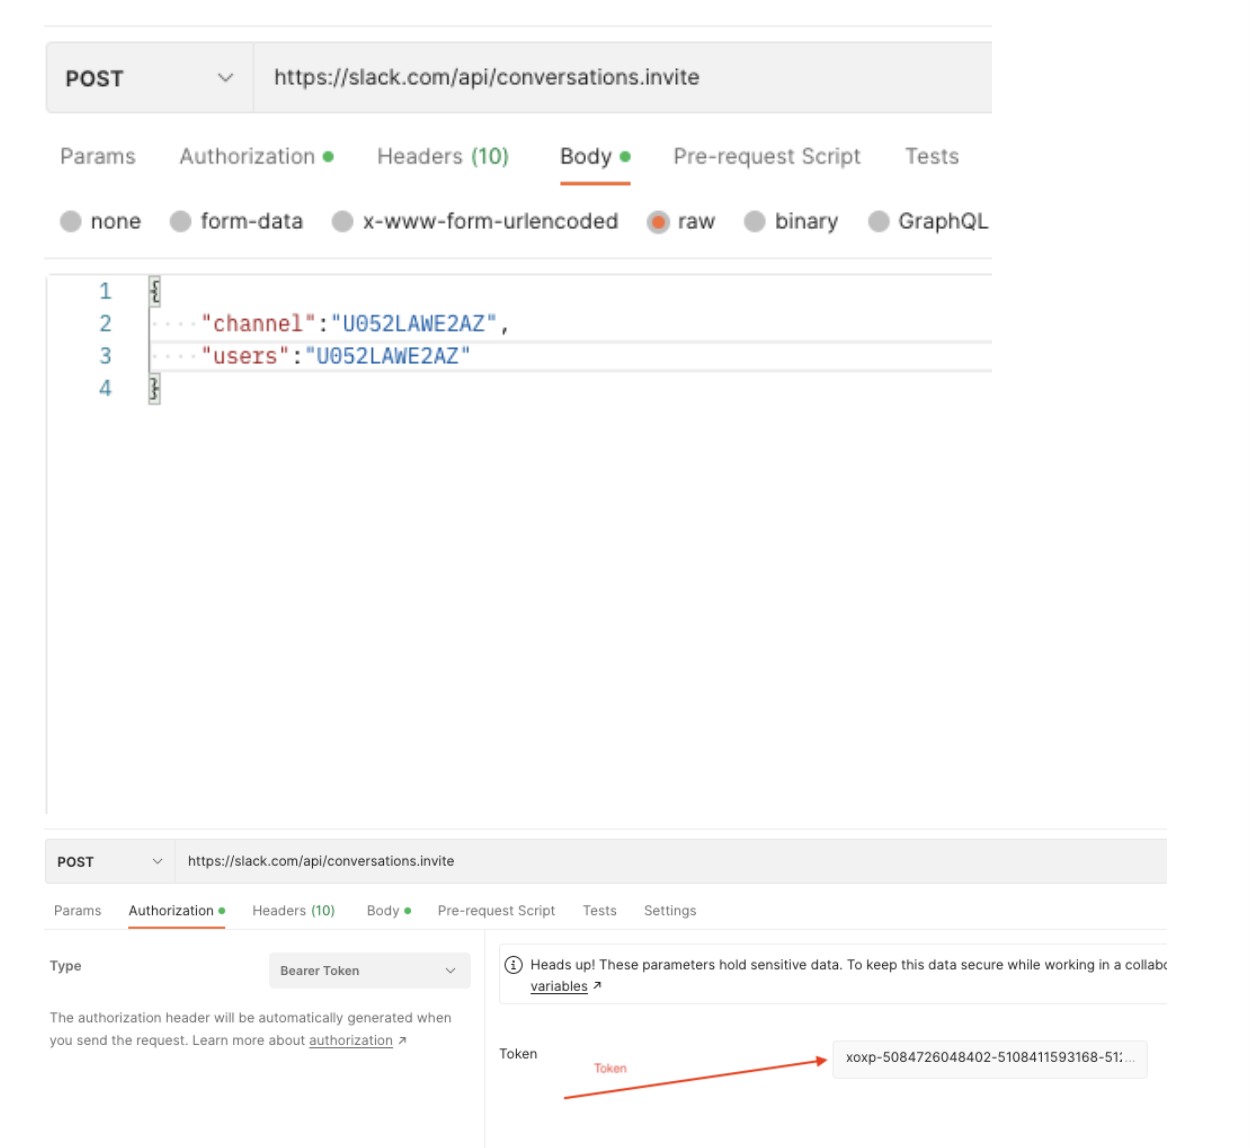 POST https://slack.com/api/conversations.invite
Params Authorization Headers (10) Body Pre-request Script Tests
none form-data x-www-form-urlencoded raw binary GraphQL
1 {
2 "channel":"U052LAWE2AZ",
3 "users":"U052LAWE2AZ"
4 }
POST https://slack.com/api/conversations.invite
Params Authorization Headers (10) Body Pre-request Script Tests Settings
Type Bearer Token
The authorization header will be automatically generated when
you send the request. Learn more about authorization ↗
Heads up! These parameters hold sensitive data. To keep this data secure while working in a collabo
variables ↗
Token
Token
xoxp-5084726048402-5108411593168-51...